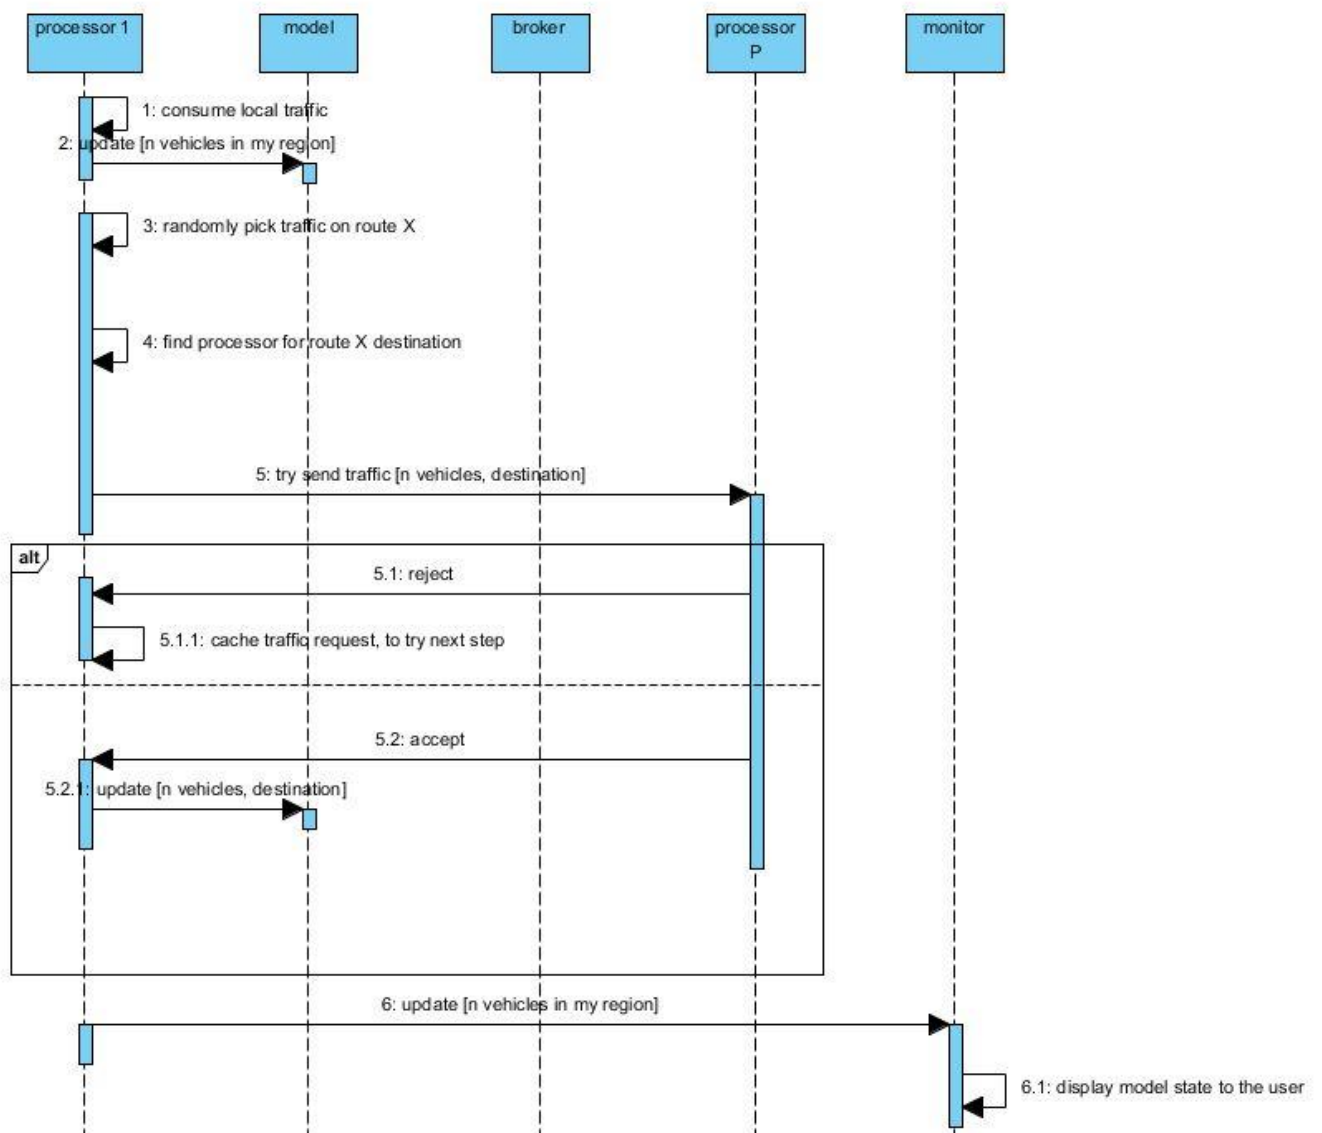 processor 1
model
broker
processor
P
monitor
1: consume local traffic
2: update [n vehicles in my region]
3: randomly pick traffic on route X
4: find processor for route X destination
5: try send traffic [n vehicles, destination]
alt
5.1: reject
5.1.1: cache traffic request, to try next step
5.2: accept
5.2.1: update [n vehicles, destination]
6: update [n vehicles in my region]
6.1: display model state to the user